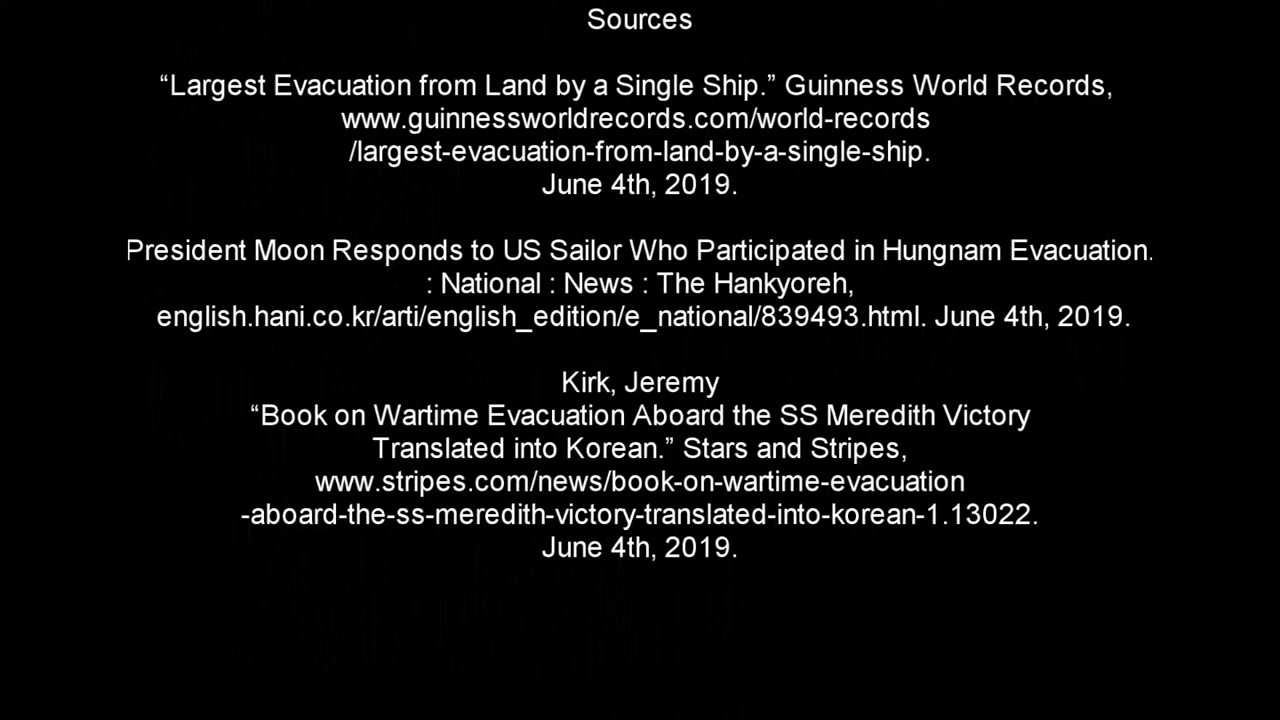 Sources
“Largest Evacuation from Land by a Single Ship.” Guinness World Records,
www.guinnessworldrecords.com/world-records
/largest-evacuation-from-land-by-a-single-ship.
June 4th, 2019.
President Moon Responds to US Sailor Who Participated in Hungnam Evacuation.
: National : News : The Hankyoreh,
english.hani.co.kr/arti/english_edition/e_national/839493.html. June 4th, 2019.
Kirk, Jeremy
“Book on Wartime Evacuation Aboard the SS Meredith Victory
Translated into Korean.” Stars and Stripes,
www.stripes.com/news/book-on-wartime-evacuation
-aboard-the-ss-meredith-victory-translated-into-korean-1.13022.
June 4th, 2019.